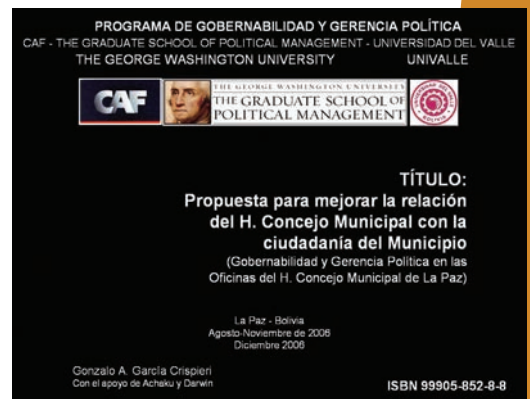 PROGRAMA DE GOBERNABILIDAD Y GERENCIA POLÍTICA
CAF - THE GRADUATE SCHOOL OF POLITICAL MANAGEMENT - UNIVERSIDAD DEL VALLE
THE GEORGE WASHINGTON UNIVERSITY UNIVALLE
CAF
THE GEORGE WASHINGTON UNIVERSITY
THE GRADUATE SCHOOL OF
POLITICAL MANAGEMENT
TÍTULO:
Propuesta para mejorar la relación
del H. Concejo Municipal con la
ciudadanía del Municipio
(Gobernabilidad y Gerencia Política en las
Oficinas del H. Concejo Municipal de La Paz)
La Paz - Bolivia
Agosto-Noviembre de 2006
Diciembre 2006
Gonzalo A. García Crispieri
Con el apoyo de Achaku y Darwin
ISBN 99905-852-8-8